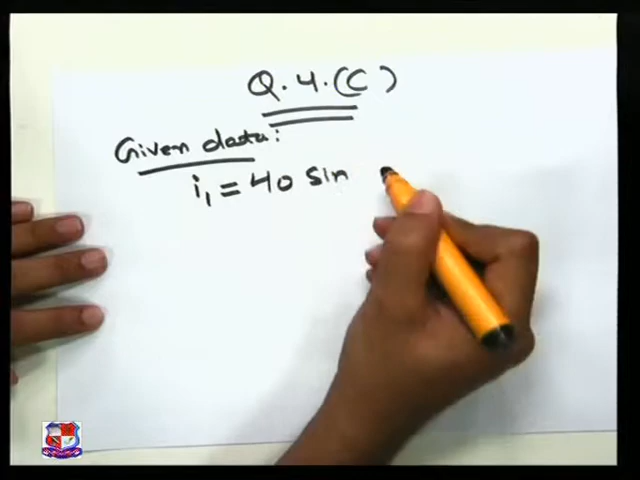 Q.4.(C)
Given data:
i₁ = 40 sin